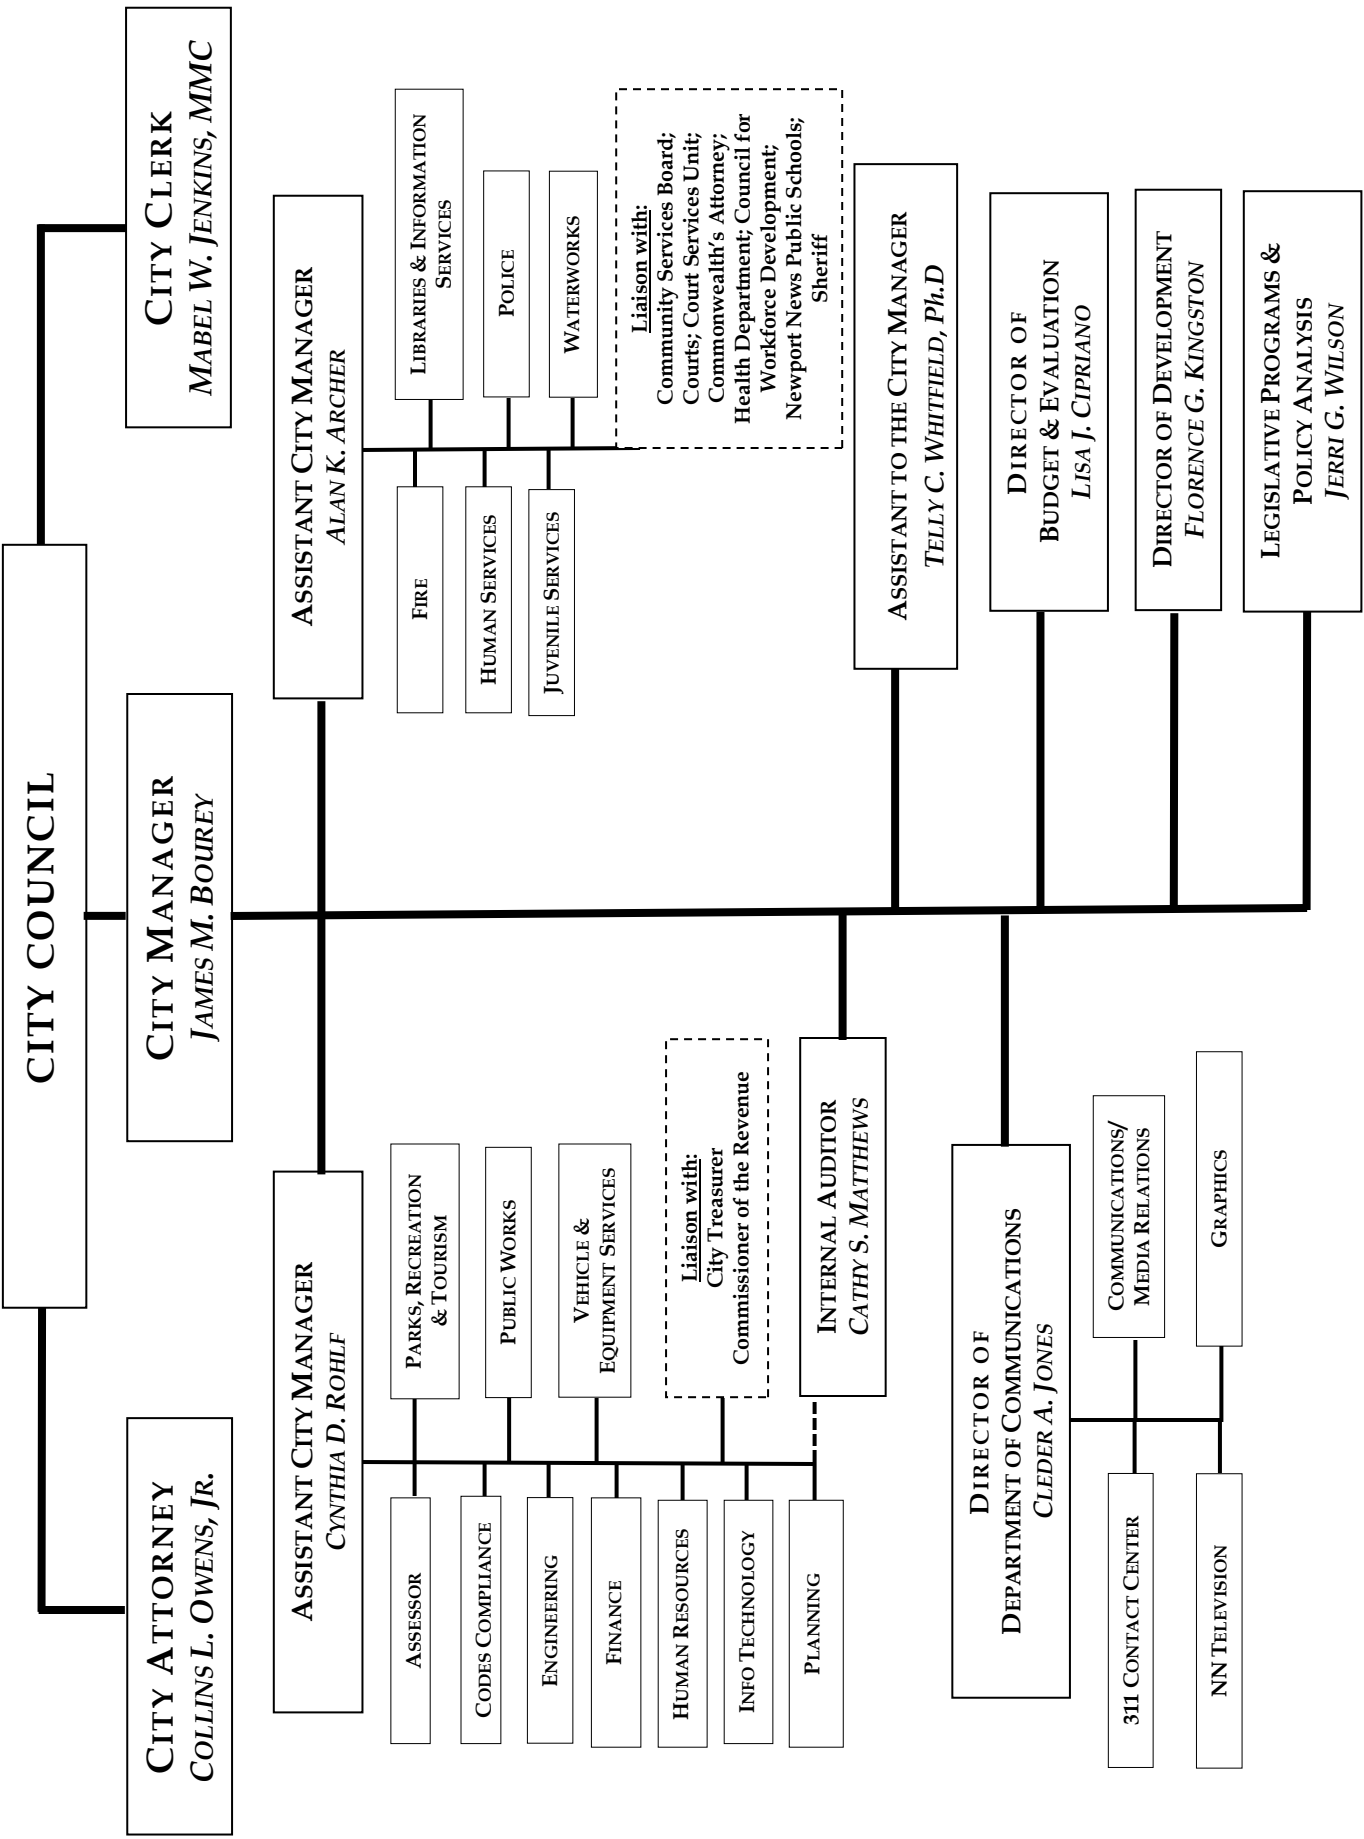 CITY COUNCIL
CITY ATTORNEY
COLLINS L. OWENS, JR.
CITY MANAGER
JAMES M. BOUREY
CITY CLERK
MABEL W. JENKINS, MMC
ASSISTANT CITY MANAGER
CYNTHIA D. ROHLF
ASSESSOR
CODES COMPLIANCE
ENGINEERING
FINANCE
HUMAN RESOURCES
INFO TECHNOLOGY
PLANNING
PARKS, RECREATION
& TOURISM
PUBLIC WORKS
VEHICLE &
EQUIPMENT SERVICES
Liaison with:
City Treasurer
Commissioner of the Revenue
INTERNAL AUDITOR
CATHY S. MATTHEWS
DIRECTOR OF
DEPARTMENT OF COMMUNICATIONS
CLEDER A. JONES
311 CONTACT CENTER
NN TELEVISION
COMMUNICATIONS/
MEDIA RELATIONS
GRAPHICS
ASSISTANT CITY MANAGER
ALAN K. ARCHER
FIRE
HUMAN SERVICES
JUVENILE SERVICES
LIBRARIES & INFORMATION
SERVICES
POLICE
WATERWORKS
Liaison with:
Community Services Board;
Courts; Court Services Unit;
Commonwealth's Attorney;
Health Department; Council for
Workforce Development;
Newport News Public Schools;
Sheriff
ASSISTANT TO THE CITY MANAGER
TELLY C. WHITFIELD, Ph.D
DIRECTOR OF
BUDGET & EVALUATION
LISA J. CIPRIANO
DIRECTOR OF DEVELOPMENT
FLORENCE G. KINGSTON
LEGISLATIVE PROGRAMS &
POLICY ANALYSIS
JERRI G. WILSON